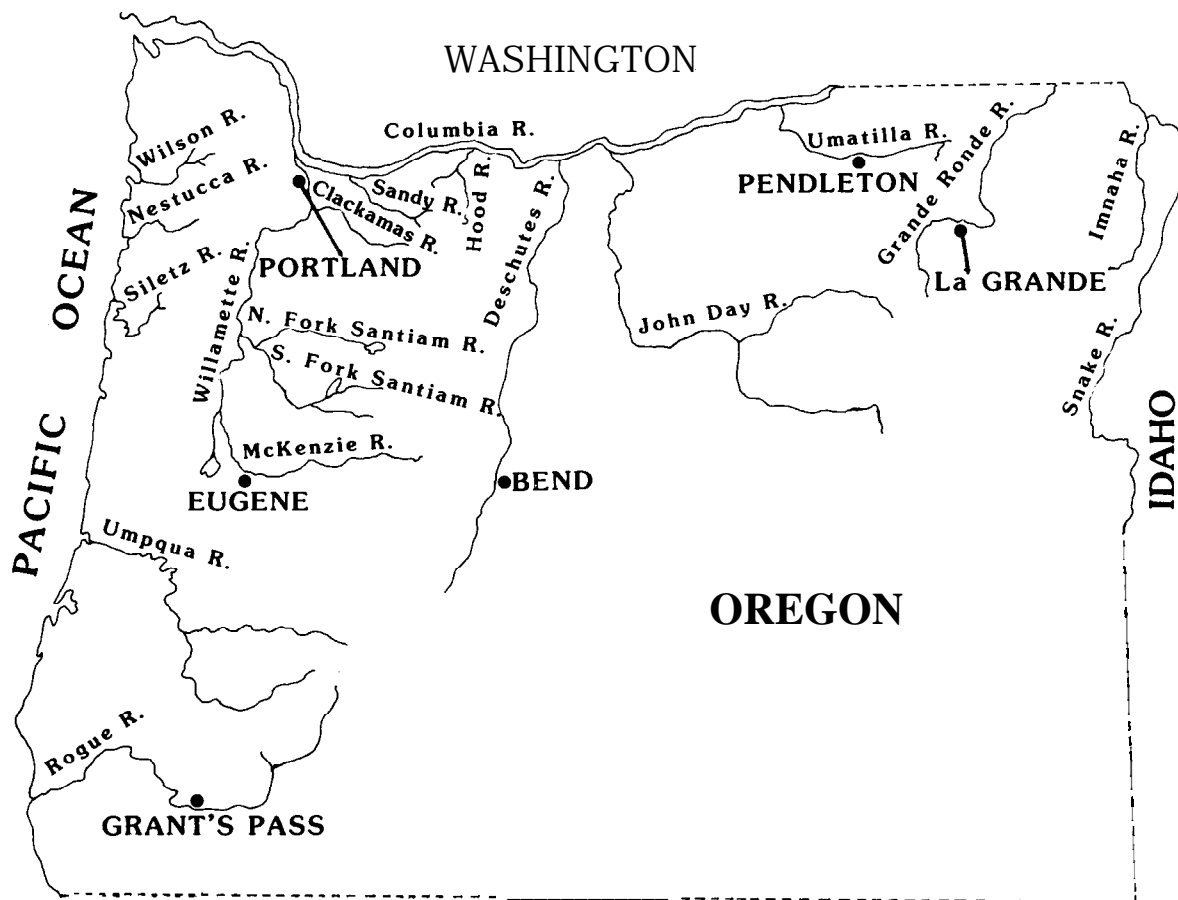 WASHINGTON
Columbia R.
Wilson R.
Nestucca R.
Siletz R.
Sandy R.
Clackamas R.
Hood R.
Deschutes R.
Umatilla R.
PENDLETON
Grande Ronde R.
Imnaha R.
La GRANDE
PORTLAND
Willamette R.
N. Fork Santiam R.
S. Fork Santiam R.
John Day R.
Snake R.
McKenzie R.
EUGENE
BEND
PACIFIC OCEAN
IDAHO
Umpqua R.
OREGON
Rogue R.
GRANT'S PASS